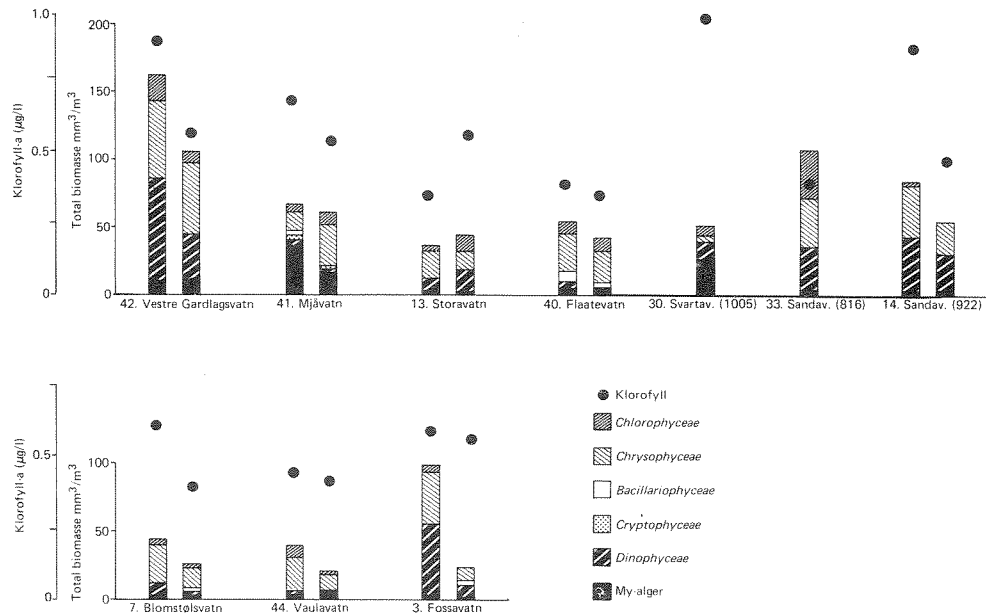 1.0
0.5
0
Klorofyll-a (µg/l)
200
150
100
50
0
Total biomasse mm³/m³
42. Vestre Gardlagsvatn 41. Mjåvatn 13. Storavatn 40. Flaatevatn 30. Svartav. (1005) 33. Sandav. (816) 14. Sandav. (922)
0.5
0
Klorofyll-a (µg/l)
100
50
0
Total biomasse mm³/m³
7. Blomstølsvatn 44. Vaulavatn 3. Fossavatn
Klorofyll
Chlorophyceae
Chrysophyceae
Bacillariophyceae
Cryptophyceae
Dinophyceae
My-alger